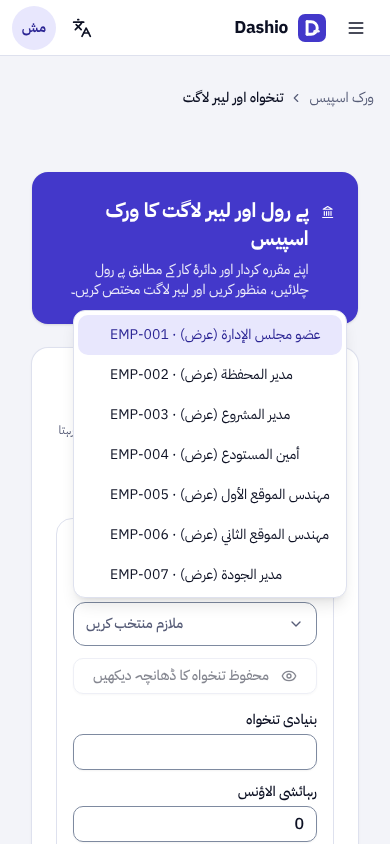 مش
Dashio
ورک اسپیس › تنخواہ اور لیبر لاگت
پے رول اور لیبر لاگت کا ورک
اسپیس
اپنے مقررہ کردار اور دائرۂ کار کے مطابق پے رول
چلائیں، منظور کریں اور لیبر لاگت مختص کریں۔
عضو مجلس الإدارة (عرض) · EMP-001
مدير المحفظة (عرض) · EMP-002
مدير المشروع (عرض) · EMP-003
رہتا
أمين المستودع (عرض) · EMP-004
مهندس الموقع الأول (عرض) · EMP-005
مهندس الموقع الثاني (عرض) · EMP-006
مدير الجودة (عرض) · EMP-007
ملازم منتخب کریں
محفوظ تنخواہ کا ڈھانچہ دیکھیں
بنیادی تنخواہ
رہائشی الاؤنس
0